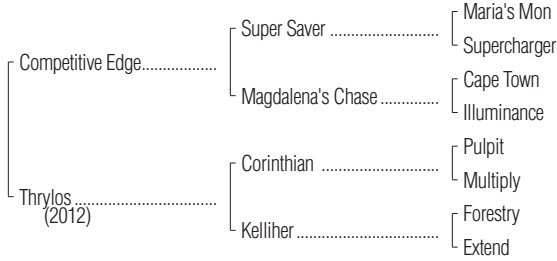 Maria's Mon
Super Saver
Supercharger
Competitive Edge
Cape Town
Magdalena's Chase
Illuminance
Pulpit
Corinthian
Multiply
Thrylos
(2012)
Forestry
Kelliher
Extend